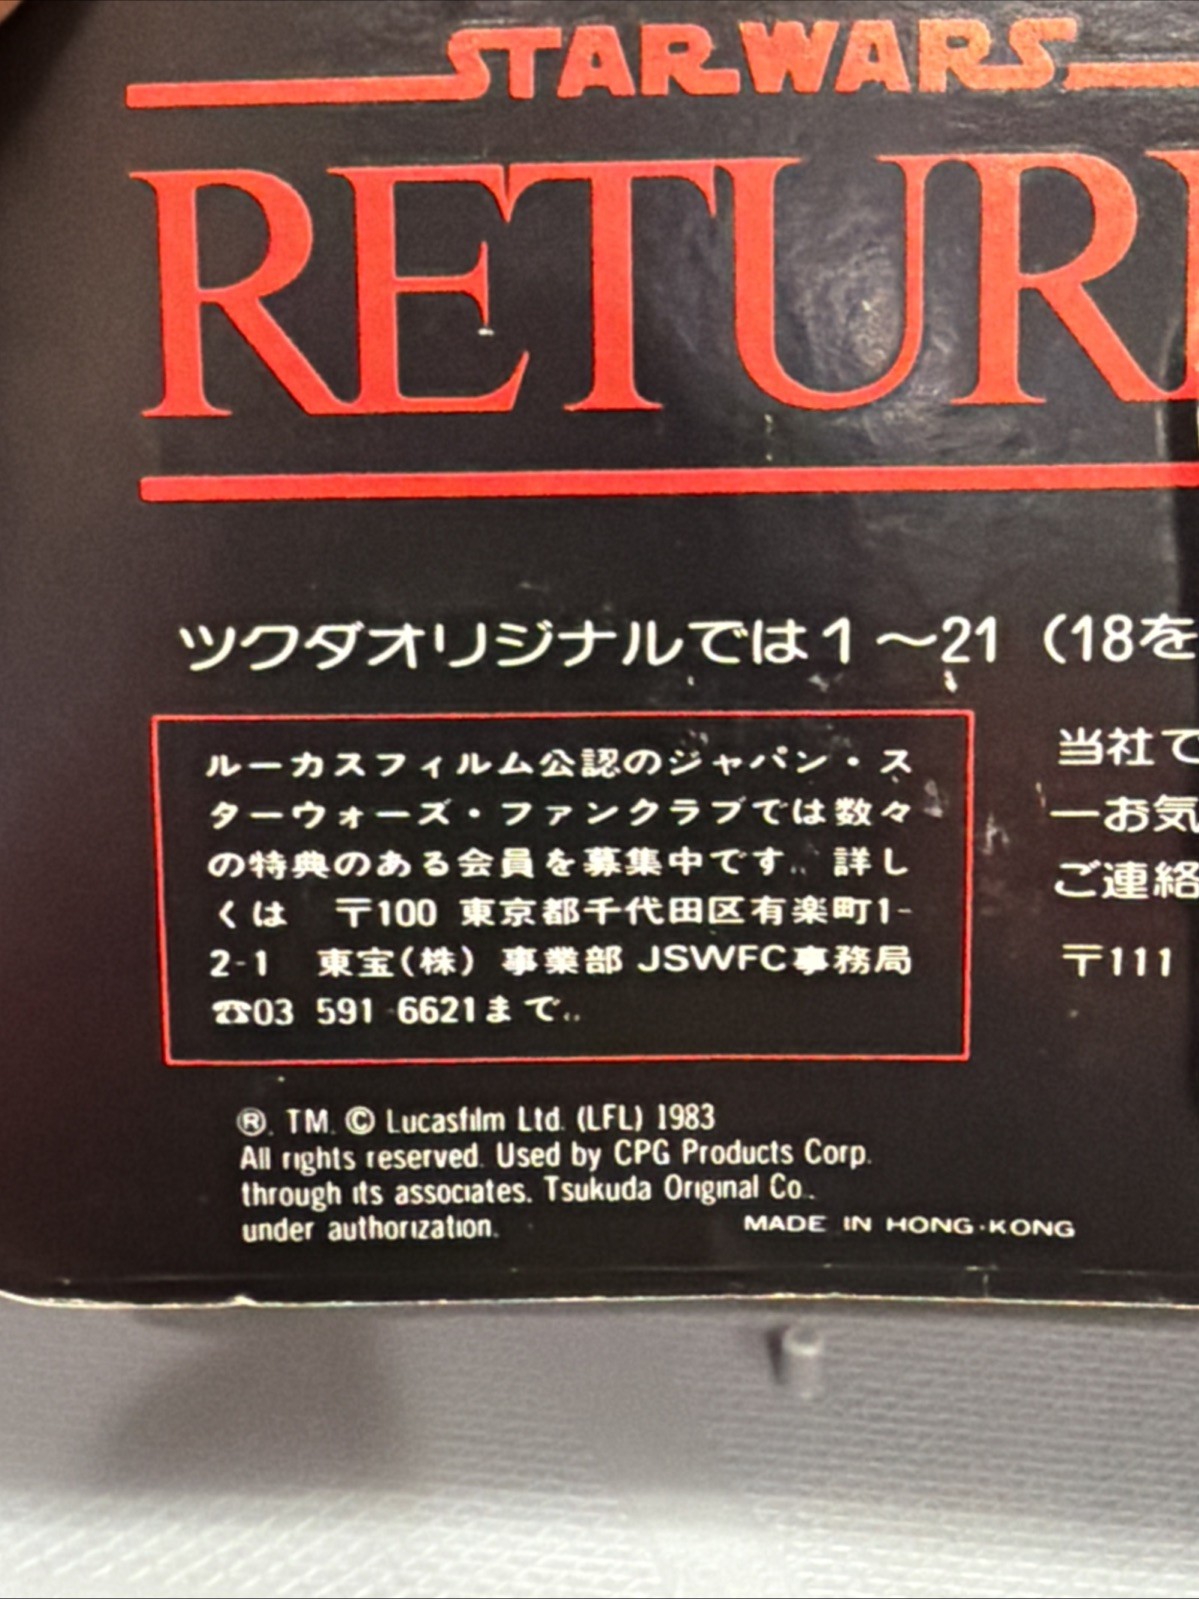 STAR WARS
RETUR
ツクダオリジナルでは1〜21（18を
ルーカスフィルム公認のジャパン・ス
ターウォーズ・ファンクラブでは数々
の特典のある会員を募集中です。詳し
くは　〒100 東京都千代田区有楽町1-
2-1　東宝(株）事業部 JSWFC事務局
☎03 591 6621まで。
当社で
—お気
ご連絡
〒111
®. TM. © Lucasfilm Ltd. (LFL) 1983
All rights reserved. Used by CPG Products Corp.
through its associates. Tsukuda Original Co..
under authorization.
MADE IN HONG·KONG